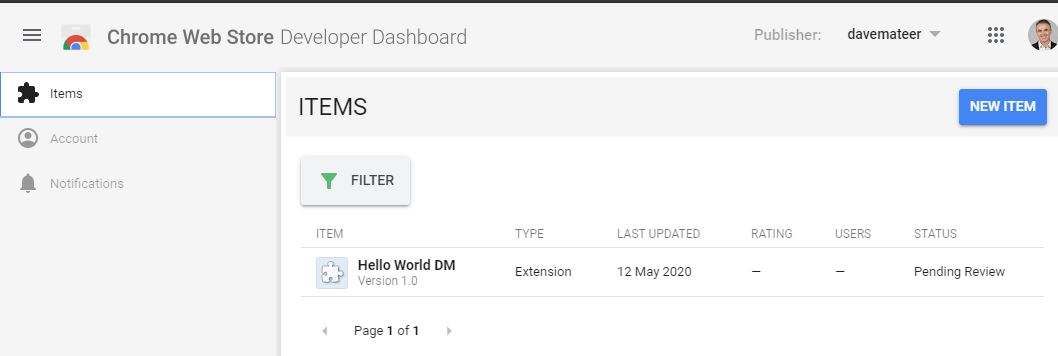 Chrome Web Store Developer Dashboard
Publisher: davemateer
Items
Account
Notifications
ITEMS
NEW ITEM
FILTER
ITEM TYPE LAST UPDATED RATING USERS STATUS
Hello World DM Extension 12 May 2020 — — Pending Review
Version 1.0
Page 1 of 1